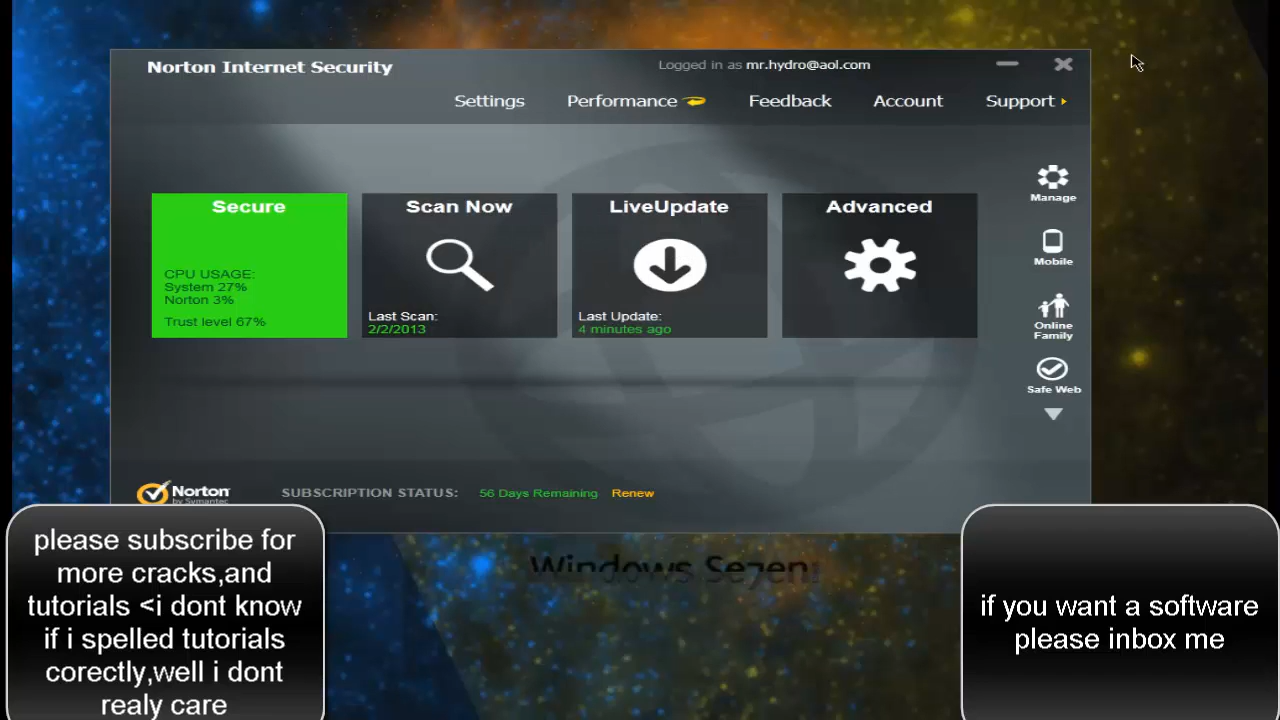 Norton Internet Security
Logged in as mr.hydro@aol.com
Settings Performance Feedback Account Support
Secure
CPU USAGE:
System 27%
Norton 3%
Trust level 67%
Scan Now
Last Scan:
2/2/2013
LiveUpdate
Last Update:
4 minutes ago
Advanced
Manage
Mobile
Online
Family
Safe Web
Norton
by Symantec
SUBSCRIPTION STATUS: 56 Days Remaining Renew
Windows Se7en
please subscribe for
more cracks,and
tutorials <i dont know
if i spelled tutorials
corectly,well i dont
realy care
if you want a software
please inbox me